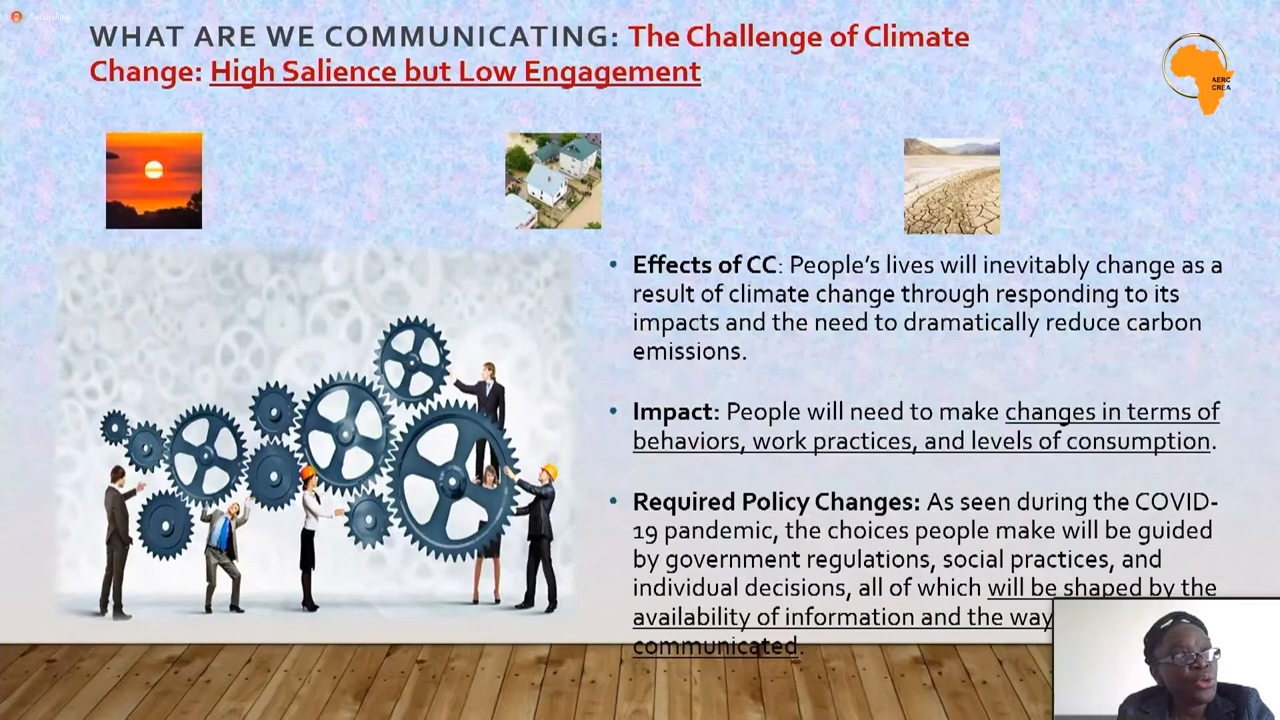 Recording
WHAT ARE WE COMMUNICATING: The Challenge of Climate
Change: High Salience but Low Engagement
AERC
CREA
• Effects of CC: People's lives will inevitably change as a
result of climate change through responding to its
impacts and the need to dramatically reduce carbon
emissions.
• Impact: People will need to make changes in terms of
behaviors, work practices, and levels of consumption.
• Required Policy Changes: As seen during the COVID-
19 pandemic, the choices people make will be guided
by government regulations, social practices, and
individual decisions, all of which will be shaped by the
availability of information and the way
communicated.